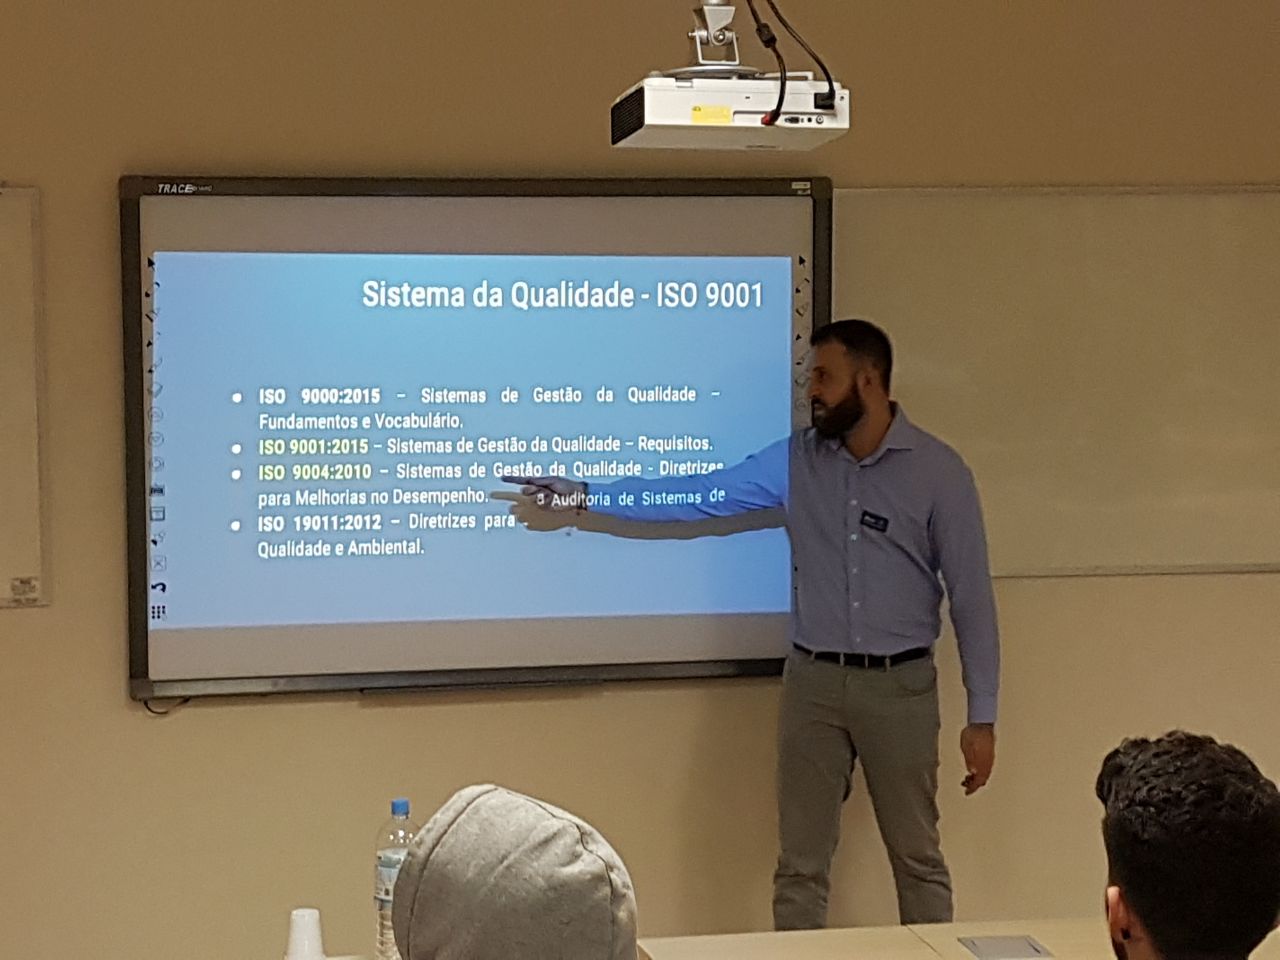 TRACE
Sistema da Qualidade - ISO 9001
• ISO 9000:2015 – Sistemas de Gestão da Qualidade –
Fundamentos e Vocabulário.
• ISO 9001:2015 – Sistemas de Gestão da Qualidade – Requisitos.
• ISO 9004:2010 – Sistemas de Gestão da Qualidade - Diretrizes
para Melhorias no Desempenho.
• ISO 19011:2012 – Diretrizes para a Auditoria de Sistemas de
Qualidade e Ambiental.